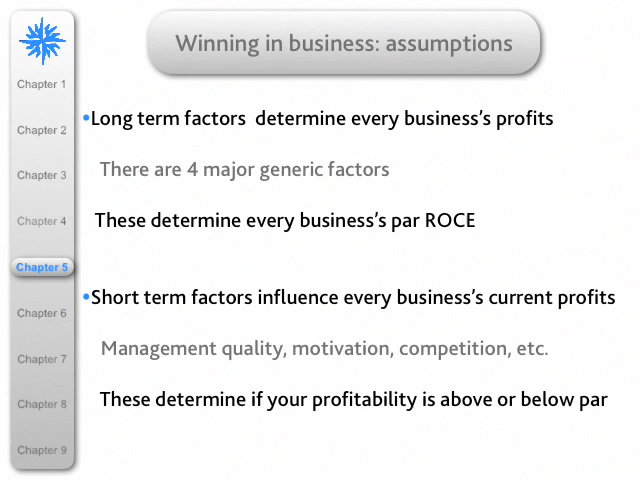 Winning in business: assumptions
Chapter 1
Chapter 2
Chapter 3
Chapter 4
Chapter 5
Chapter 6
Chapter 7
Chapter 8
Chapter 9
•Long term factors determine every business's profits
There are 4 major generic factors
These determine every business's par ROCE
•Short term factors influence every business's current profits
Management quality, motivation, competition, etc.
These determine if your profitability is above or below par